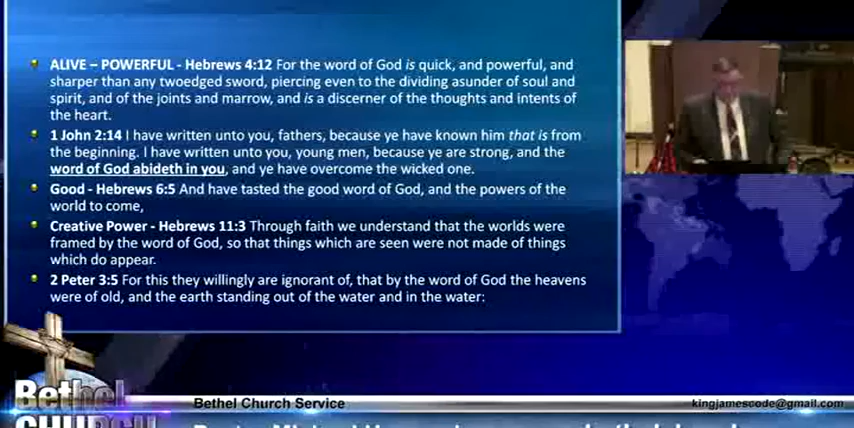 ALIVE – POWERFUL - Hebrews 4:12 For the word of God is quick, and powerful, and
sharper than any twoedged sword, piercing even to the dividing asunder of soul and
spirit, and of the joints and marrow, and is a discerner of the thoughts and intents of
the heart.
1 John 2:14 I have written unto you, fathers, because ye have known him that is from
the beginning. I have written unto you, young men, because ye are strong, and the
word of God abideth in you, and ye have overcome the wicked one.
Good - Hebrews 6:5 And have tasted the good word of God, and the powers of the
world to come,
Creative Power - Hebrews 11:3 Through faith we understand that the worlds were
framed by the word of God, so that things which are seen were not made of things
which do appear.
2 Peter 3:5 For this they willingly are ignorant of, that by the word of God the heavens
were of old, and the earth standing out of the water and in the water:
Bethel
CHURCH
Bethel Church Service
kingjamescode@gmail.com